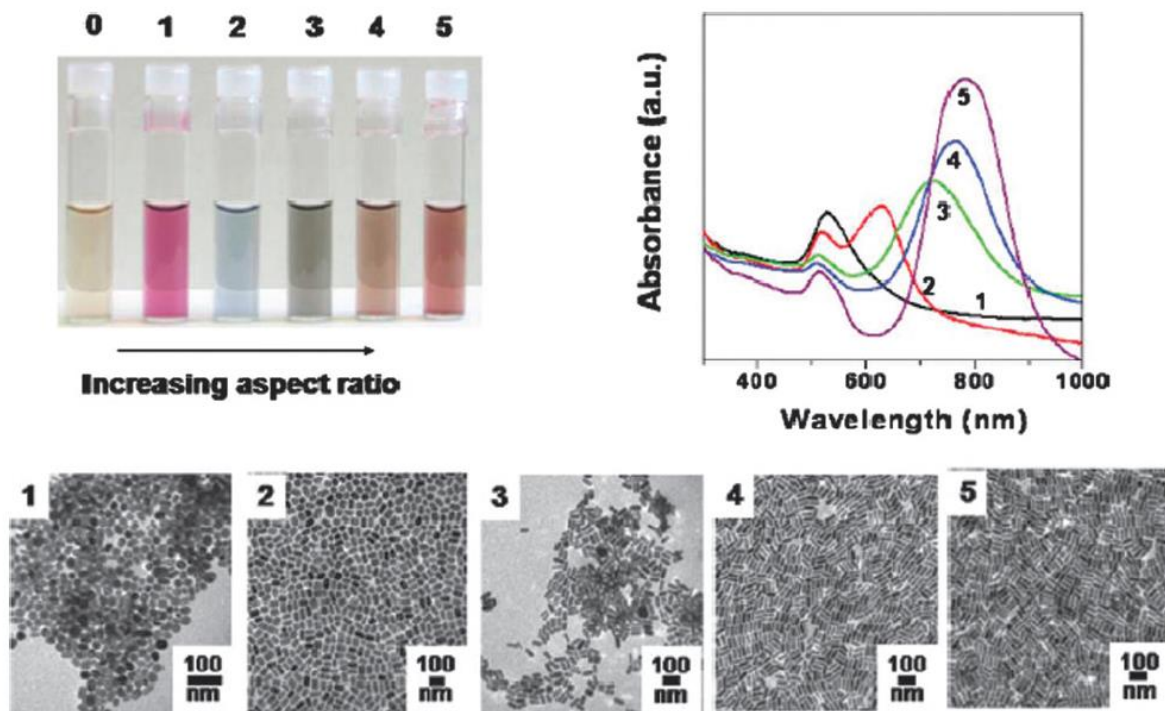 0 1 2 3 4 5
Increasing aspect ratio
Absorbance (a.u.)
5
4
3
2
1
400 600 800 1000
Wavelength (nm)
1
100
nm
2
100
nm
3
100
nm
4
100
nm
5
100
nm